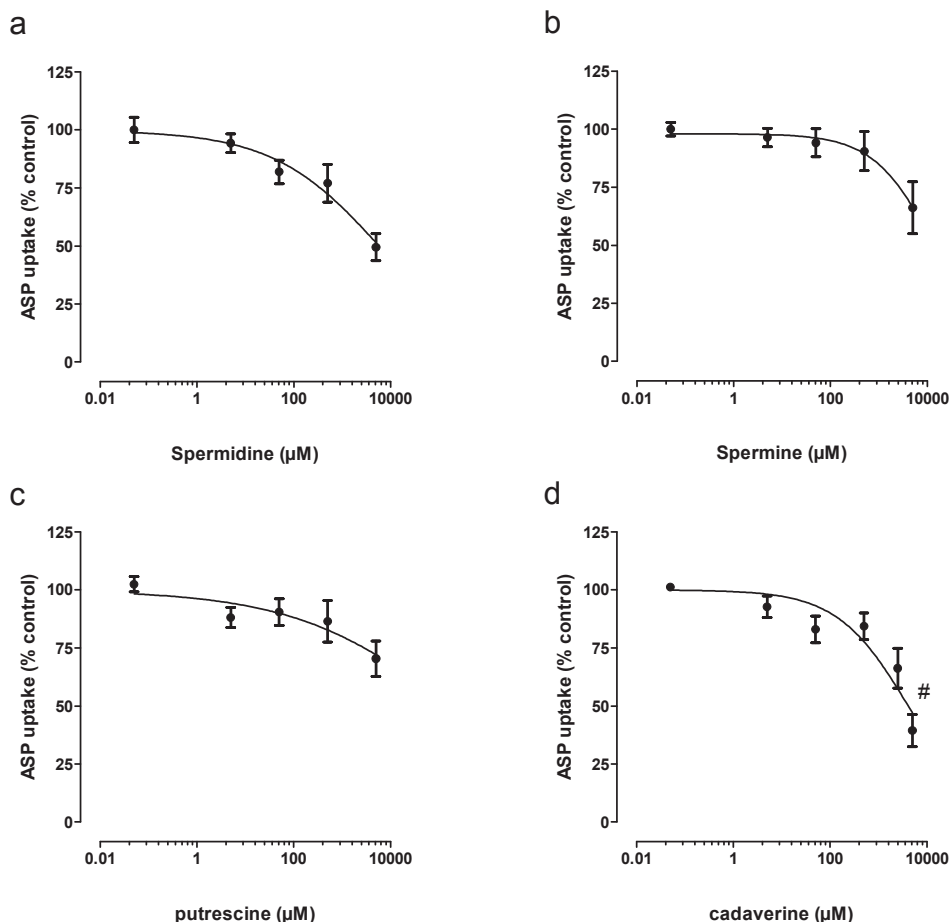 a
ASP uptake (% control)
125
100
75
50
25
0
0.01 1 100 10000
Spermidine (µM)
b
ASP uptake (% control)
125
100
75
50
25
0
0.01 1 100 10000
Spermine (µM)
c
ASP uptake (% control)
125
100
75
50
25
0
0.01 1 100 10000
putrescine (µM)
d
ASP uptake (% control)
125
100
75
50
25
0
#
0.01 1 100 10000
cadaverine (µM)